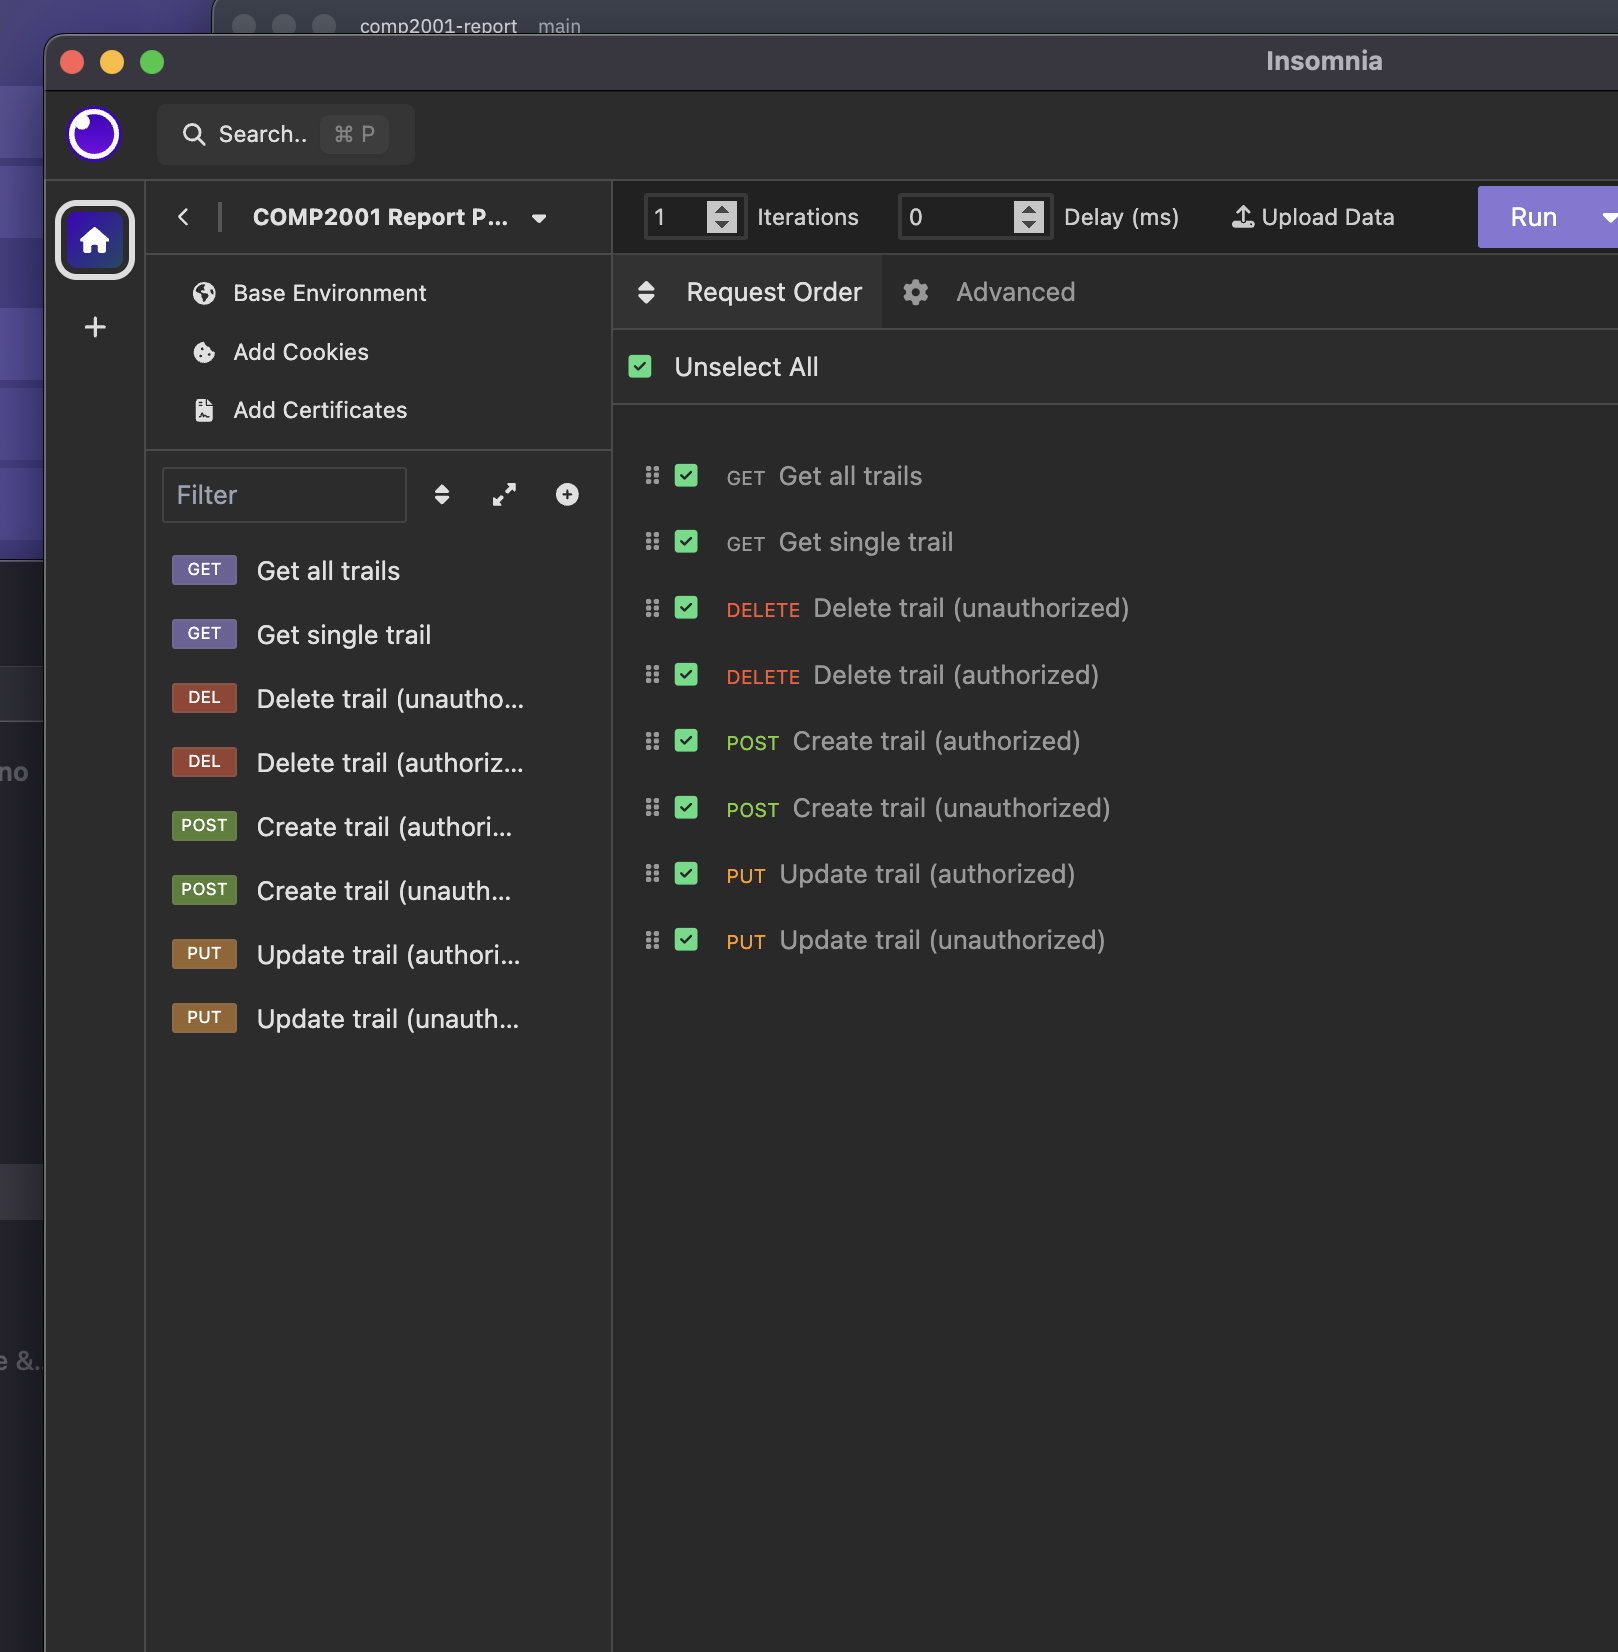 comp2001-report main
Insomnia
Search.. ⌘ P
COMP2001 Report P...
1 Iterations 0 Delay (ms) Upload Data Run
Base Environment
Add Cookies
Add Certificates
Request Order Advanced
Unselect All
Filter
GET Get all trails
GET Get single trail
DEL Delete trail (unautho...
DEL Delete trail (authoriz...
POST Create trail (authori...
POST Create trail (unauth...
PUT Update trail (authori...
PUT Update trail (unauth...
GET Get all trails
GET Get single trail
DELETE Delete trail (unauthorized)
DELETE Delete trail (authorized)
POST Create trail (authorized)
POST Create trail (unauthorized)
PUT Update trail (authorized)
PUT Update trail (unauthorized)
no
e &..